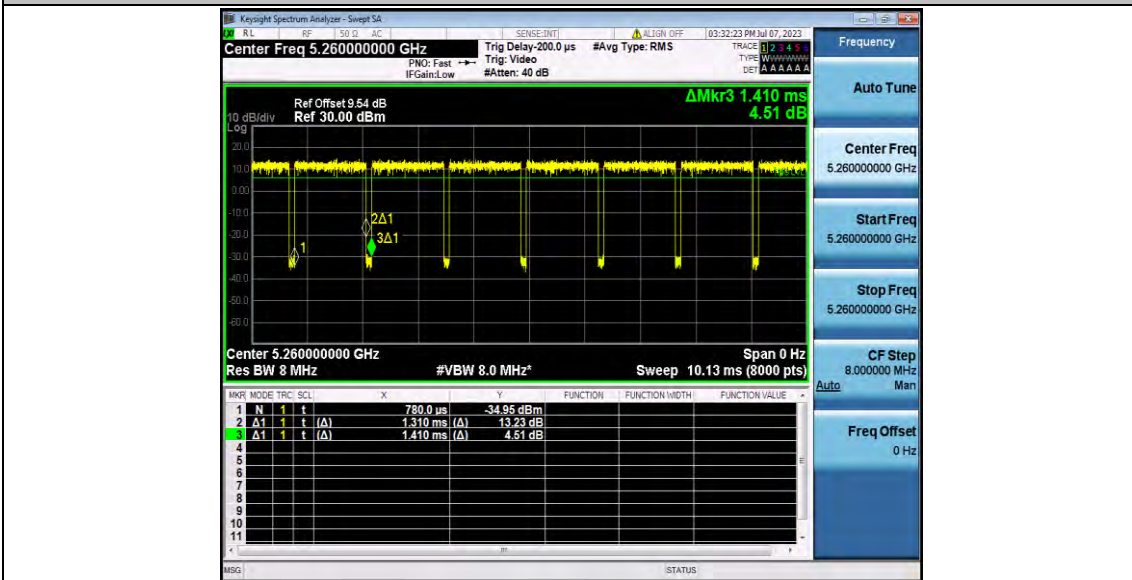 Keysight Spectrum Analyzer - Swept SA
RL RF 50 Ω AC SENSE:INT ALIGN OFF 03:32:23 PM Jul 07, 2023
Center Freq 5.260000000 GHz Trig Delay-200.0 µs #Avg Type: RMS TRACE 1 2 3 4 5 6
PNO: Fast Trig: Video TYPE W
IFGain:Low #Atten: 40 dB DET A A A A A A
Frequency
Auto Tune
Center Freq
5.260000000 GHz
Start Freq
5.260000000 GHz
Stop Freq
5.260000000 GHz
CF Step
8.000000 MHz
Auto Man
Freq Offset
0 Hz
ΔMkr3 1.410 ms
4.51 dB
Ref Offset 9.54 dB
10 dB/div Ref 30.00 dBm
Log
20.0
10.0
0.00
-10.0
-20.0
-30.0
-40.0
-50.0
-60.0
2Δ1
3Δ1
1
Center 5.260000000 GHz Span 0 Hz
Res BW 8 MHz #VBW 8.0 MHz* Sweep 10.13 ms (8000 pts)
MKR MODE TRC SCL X Y FUNCTION FUNCTION WIDTH FUNCTION VALUE
1 N 1 t 780.0 µs -34.95 dBm
2 Δ1 1 t (Δ) 1.310 ms (Δ) 13.23 dB
3 Δ1 1 t (Δ) 1.410 ms (Δ) 4.51 dB
4
5
6
7
8
9
10
11
MSG STATUS